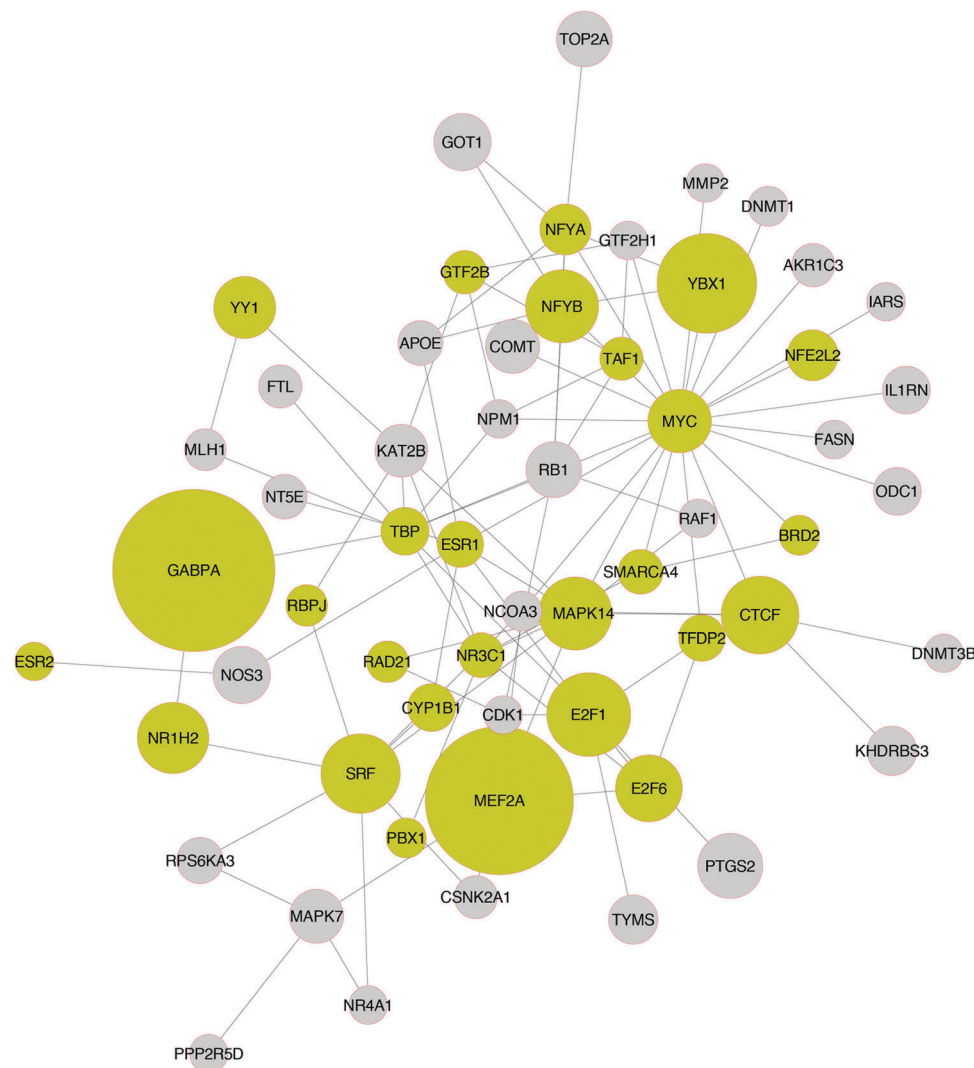 TOP2A
GOT1
MMP2
DNMT1
NFYA
GTF2H1
GTF2B
AKR1C3
YBX1
IARS
YY1
NFYB
APOE
COMT
TAF1
NFE2L2
FTL
IL1RN
NPM1
MYC
FASN
MLH1
KAT2B
RB1
NT5E
ODC1
RAF1
TBP
ESR1
BRD2
GABPA
SMARCA4
RBPJ
NCOA3
MAPK14
CTCF
TFDP2
ESR2
NOS3
RAD21
NR3C1
DNMT3B
CYP1B1
CDK1
E2F1
NR1H2
KHDRBS3
SRF
MEF2A
E2F6
PBX1
RPS6KA3
PTGS2
CSNK2A1
MAPK7
TYMS
NR4A1
PPP2R5D